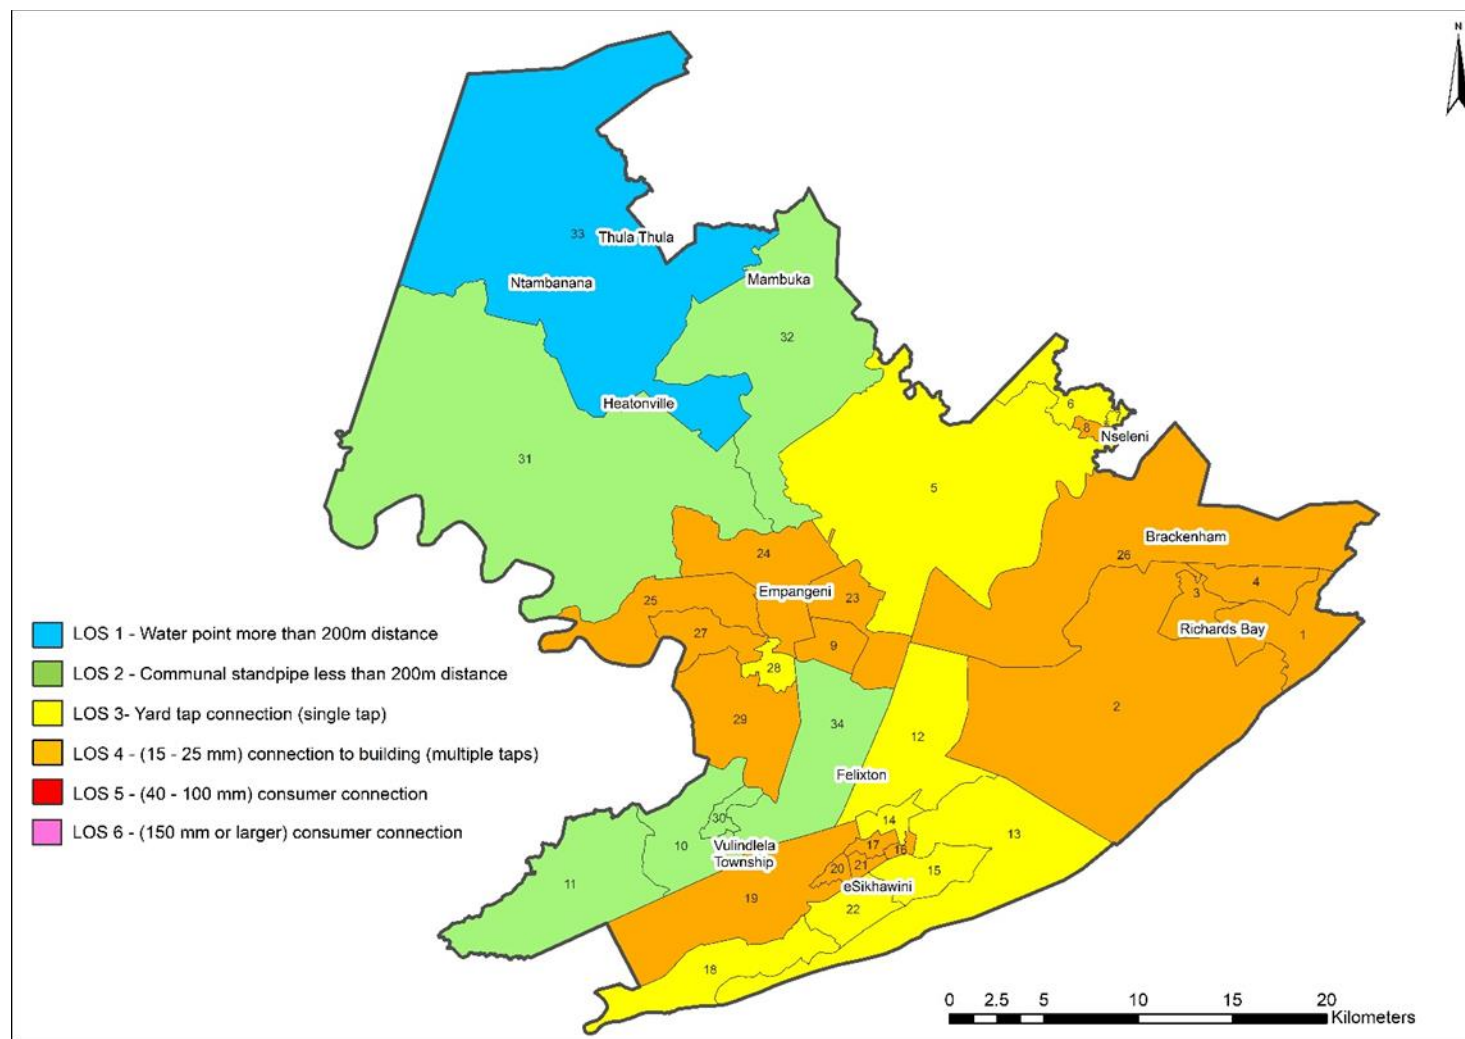 N
33
Thula Thula
Ntambanana
Mambuka
32
Heatonville
6
7
8
Nseleni
31
5
Brackenham
24
26
Empangeni
4
3
25
23
Richards Bay
1
27
9
28
2
29
34
12
Felixton
30
14
13
10
Vulindlela
Township
17
16
20
21
15
11
eSikhawini
19
22
18
LOS 1 - Water point more than 200m distance
LOS 2 - Communal standpipe less than 200m distance
LOS 3- Yard tap connection (single tap)
LOS 4 - (15 - 25 mm) connection to building (multiple taps)
LOS 5 - (40 - 100 mm) consumer connection
LOS 6 - (150 mm or larger) consumer connection
0 2.5 5 10 15 20
Kilometers